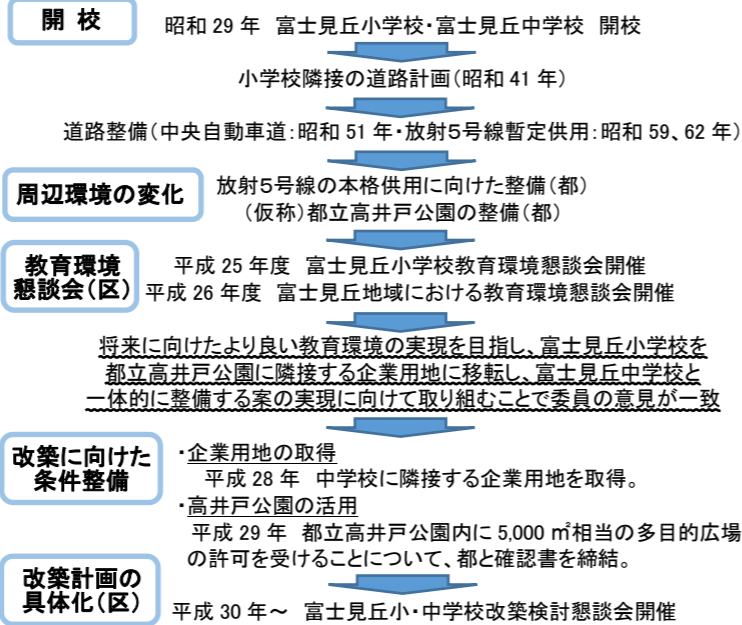 開 校
昭和 29 年　富士見丘小学校・富士見丘中学校　開校
小学校隣接の道路計画（昭和 41 年）
道路整備（中央自動車道：昭和 51 年・放射５号線暫定供用：昭和 59、62 年）
周辺環境の変化
放射５号線の本格供用に向けた整備（都）
（仮称）都立高井戸公園の整備（都）
教育環境
懇談会（区）
平成 25 年度　富士見丘小学校教育環境懇談会開催
平成 26 年度　富士見丘地域における教育環境懇談会開催
将来に向けたより良い教育環境の実現を目指し、富士見丘小学校を
都立高井戸公園に隣接する企業用地に移転し、富士見丘中学校と
一体的に整備する案の実現に向けて取り組むことで委員の意見が一致
改築に向けた
条件整備
・企業用地の取得
平成 28 年　中学校に隣接する企業用地を取得。
・高井戸公園の活用
平成 29 年　都立高井戸公園内に 5,000 ㎡相当の多目的広場
の許可を受けることについて、都と確認書を締結。
改築計画の
具体化（区）
平成 30 年～　富士見丘小・中学校改築検討懇談会開催